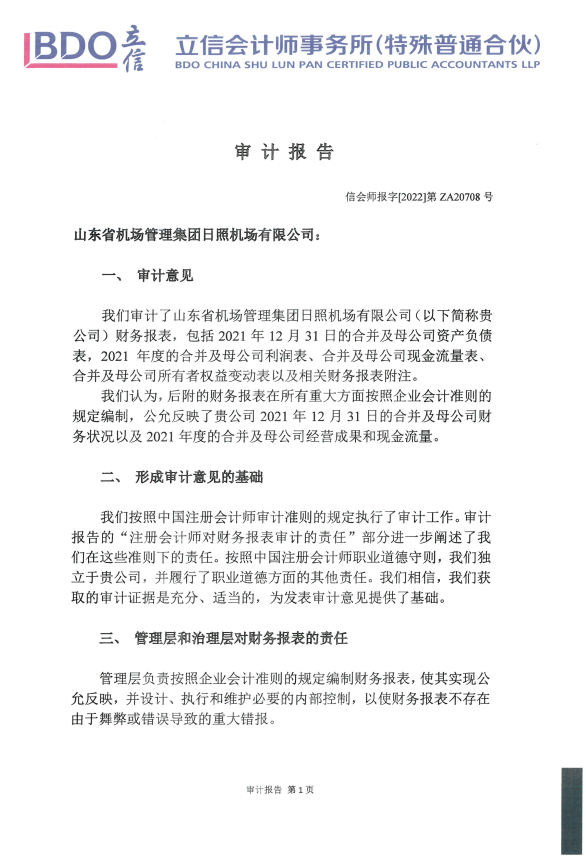 BDO 立信 立信会计师事务所(特殊普通合伙)
BDO CHINA SHU LUN PAN CERTIFIED PUBLIC ACCOUNTANTS LLP
审 计 报 告
信会师报字[2022]第 ZA20708 号
山东省机场管理集团日照机场有限公司：
一、 审计意见
我们审计了山东省机场管理集团日照机场有限公司（以下简称贵
公司）财务报表，包括 2021 年 12 月 31 日的合并及母公司资产负债
表，2021 年度的合并及母公司利润表、合并及母公司现金流量表、
合并及母公司所有者权益变动表以及相关财务报表附注。
我们认为，后附的财务报表在所有重大方面按照企业会计准则的
规定编制，公允反映了贵公司 2021 年 12 月 31 日的合并及母公司财
务状况以及 2021 年度的合并及母公司经营成果和现金流量。
二、 形成审计意见的基础
我们按照中国注册会计师审计准则的规定执行了审计工作。审计
报告的“注册会计师对财务报表审计的责任”部分进一步阐述了我
们在这些准则下的责任。按照中国注册会计师职业道德守则，我们独
立于贵公司，并履行了职业道德方面的其他责任。我们相信，我们获
取的审计证据是充分、适当的，为发表审计意见提供了基础。
三、 管理层和治理层对财务报表的责任
管理层负责按照企业会计准则的规定编制财务报表，使其实现公
允反映，并设计、执行和维护必要的内部控制，以使财务报表不存在
由于舞弊或错误导致的重大错报。
审计报告 第 1 页